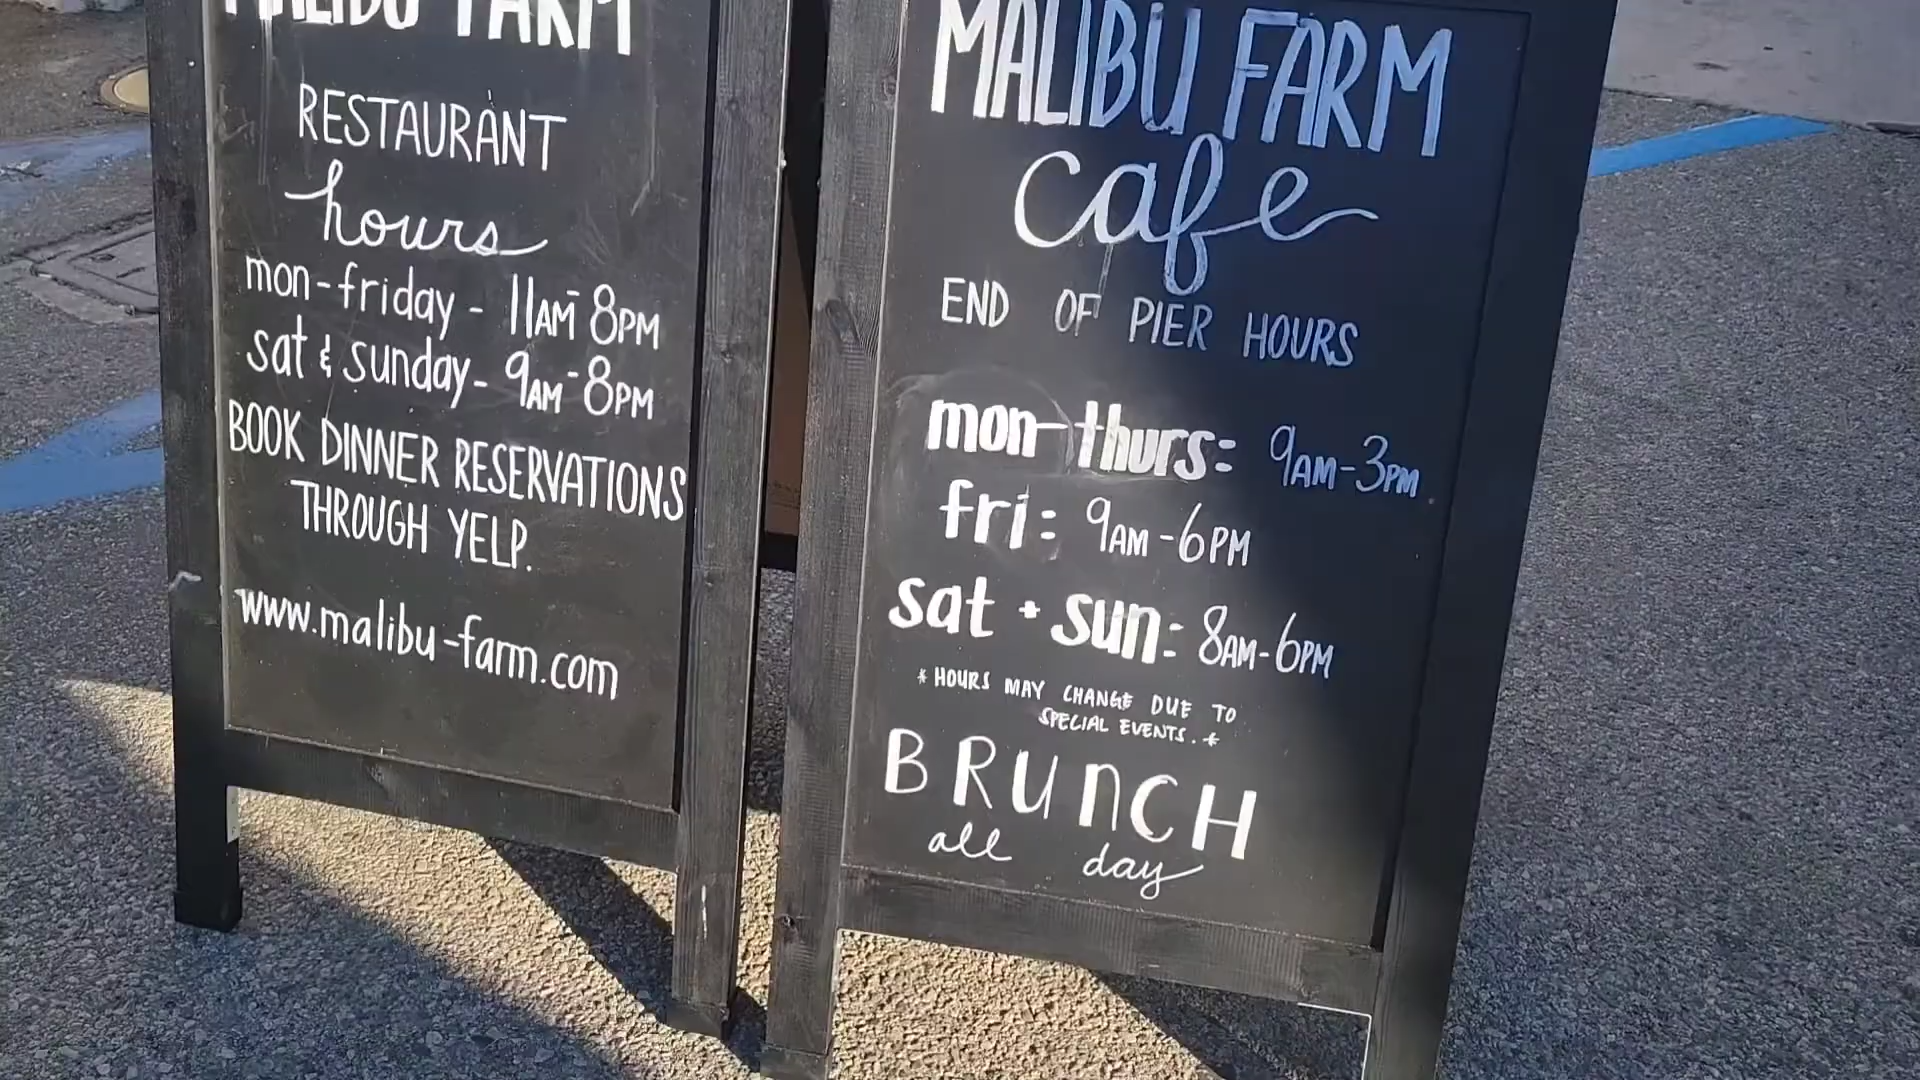 MALIBU FARM
RESTAURANT
hours
mon-friday - 11AM-8PM
sat & sunday - 9AM-8PM
BOOK DINNER RESERVATIONS
THROUGH YELP.
www.malibu-farm.com
MALIBU FARM
cafe
END OF PIER HOURS
mon-thurs: 9AM-3PM
fri: 9AM-6PM
sat + sun: 8AM-6PM
*HOURS MAY CHANGE DUE TO
SPECIAL EVENTS.*
BRUNCH
all day